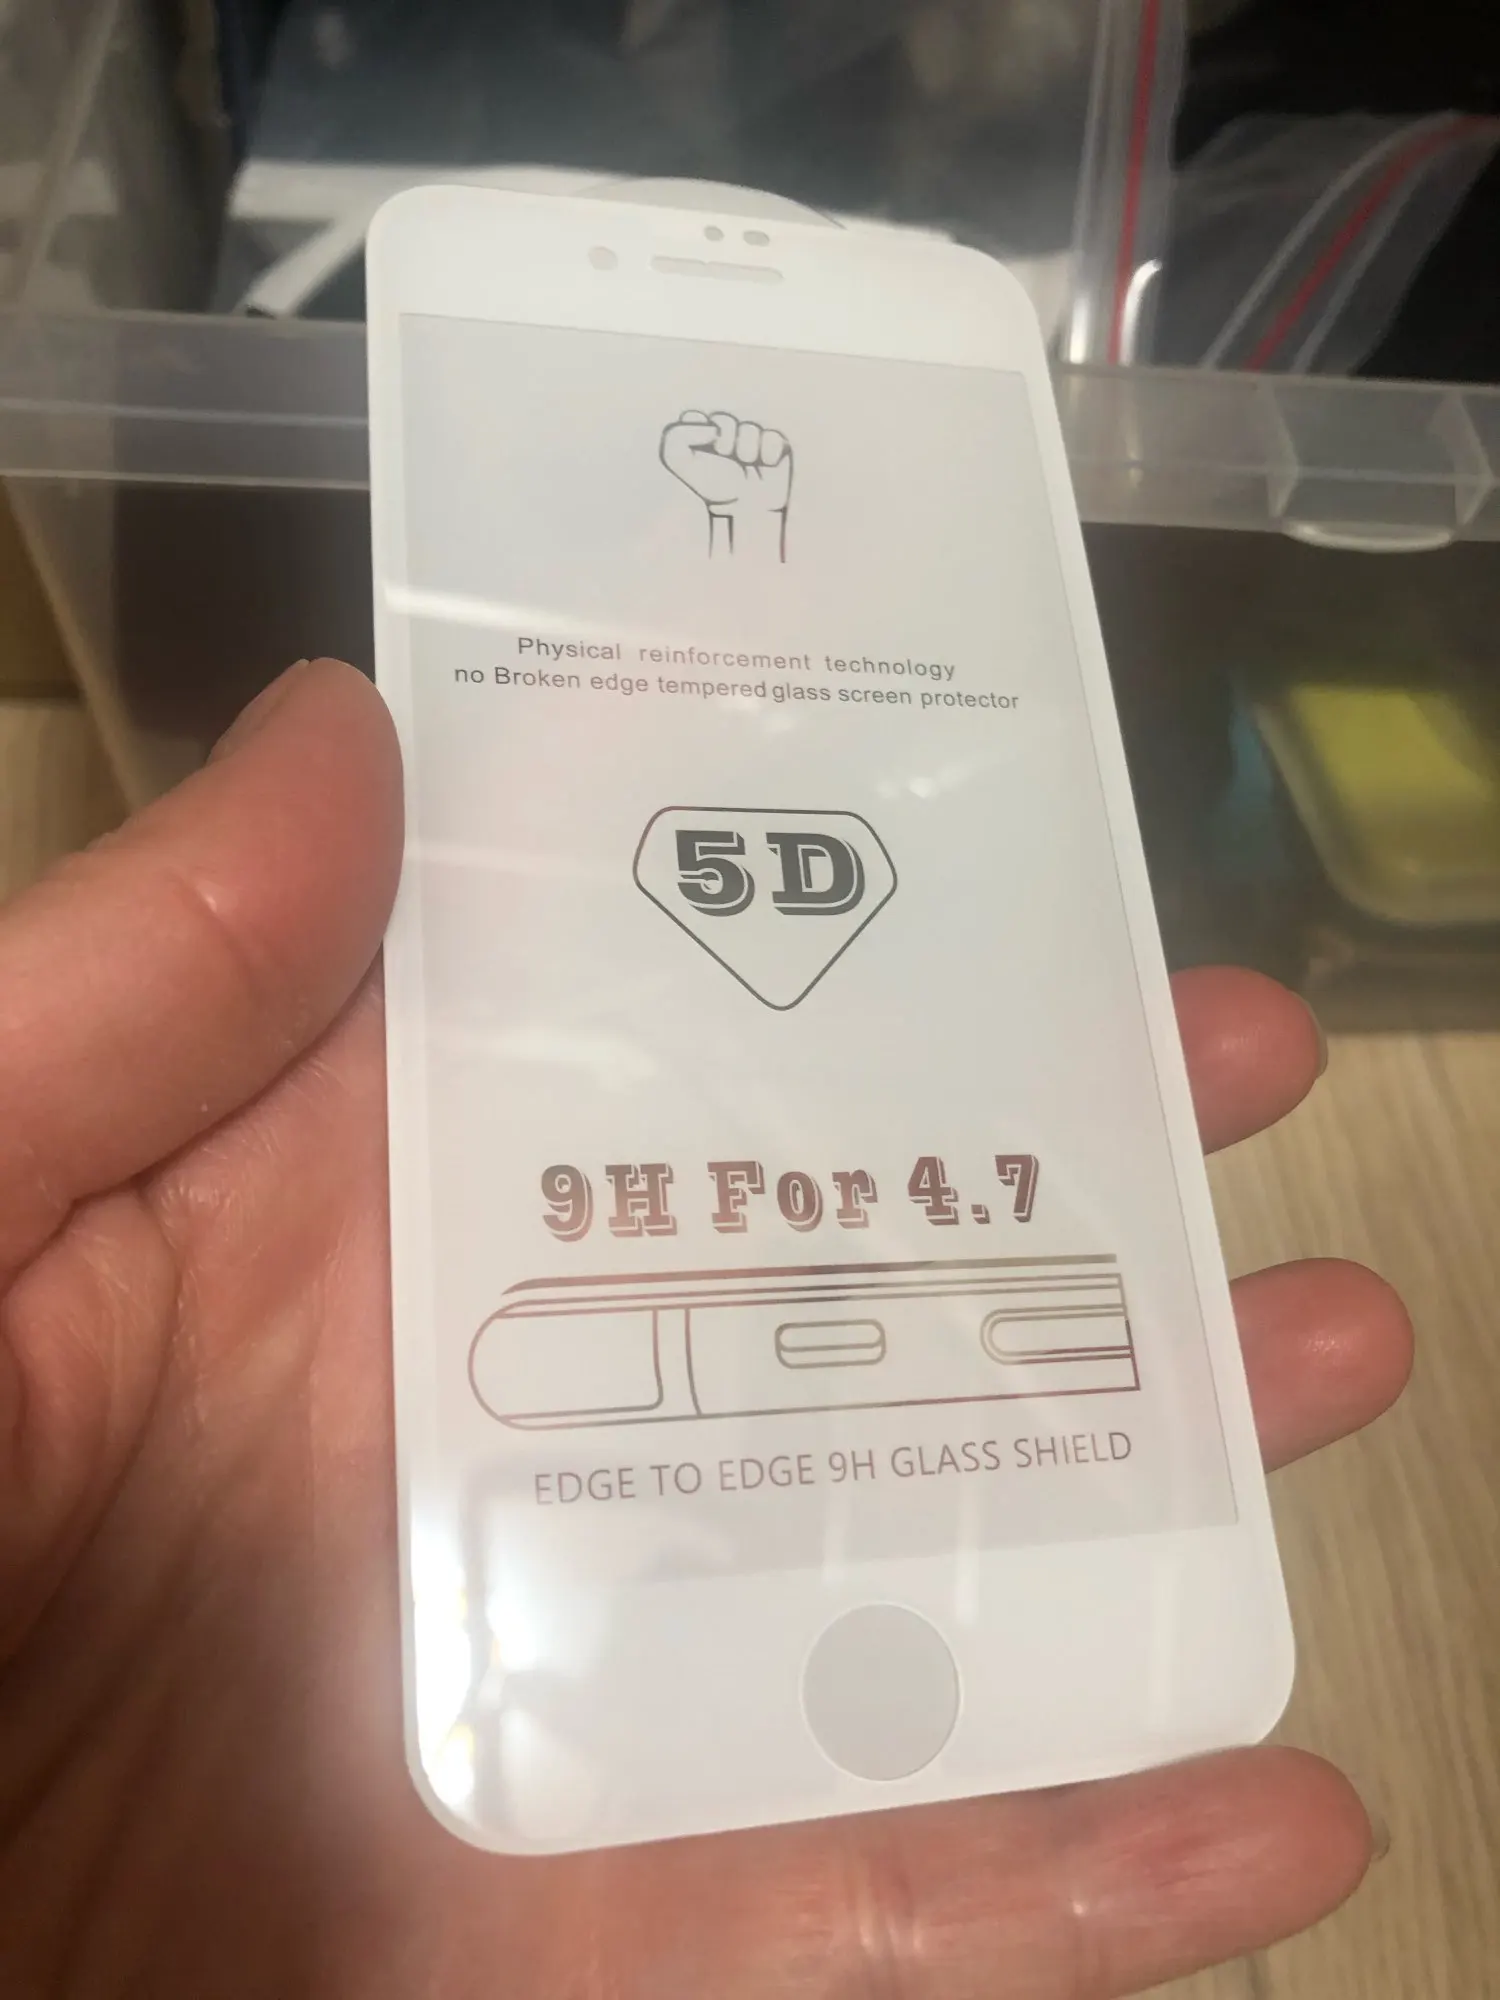 Physical reinforcement technology
no Broken edge tempered glass screen protector
5D
9H For 4.7
EDGE TO EDGE 9H GLASS SHIELD